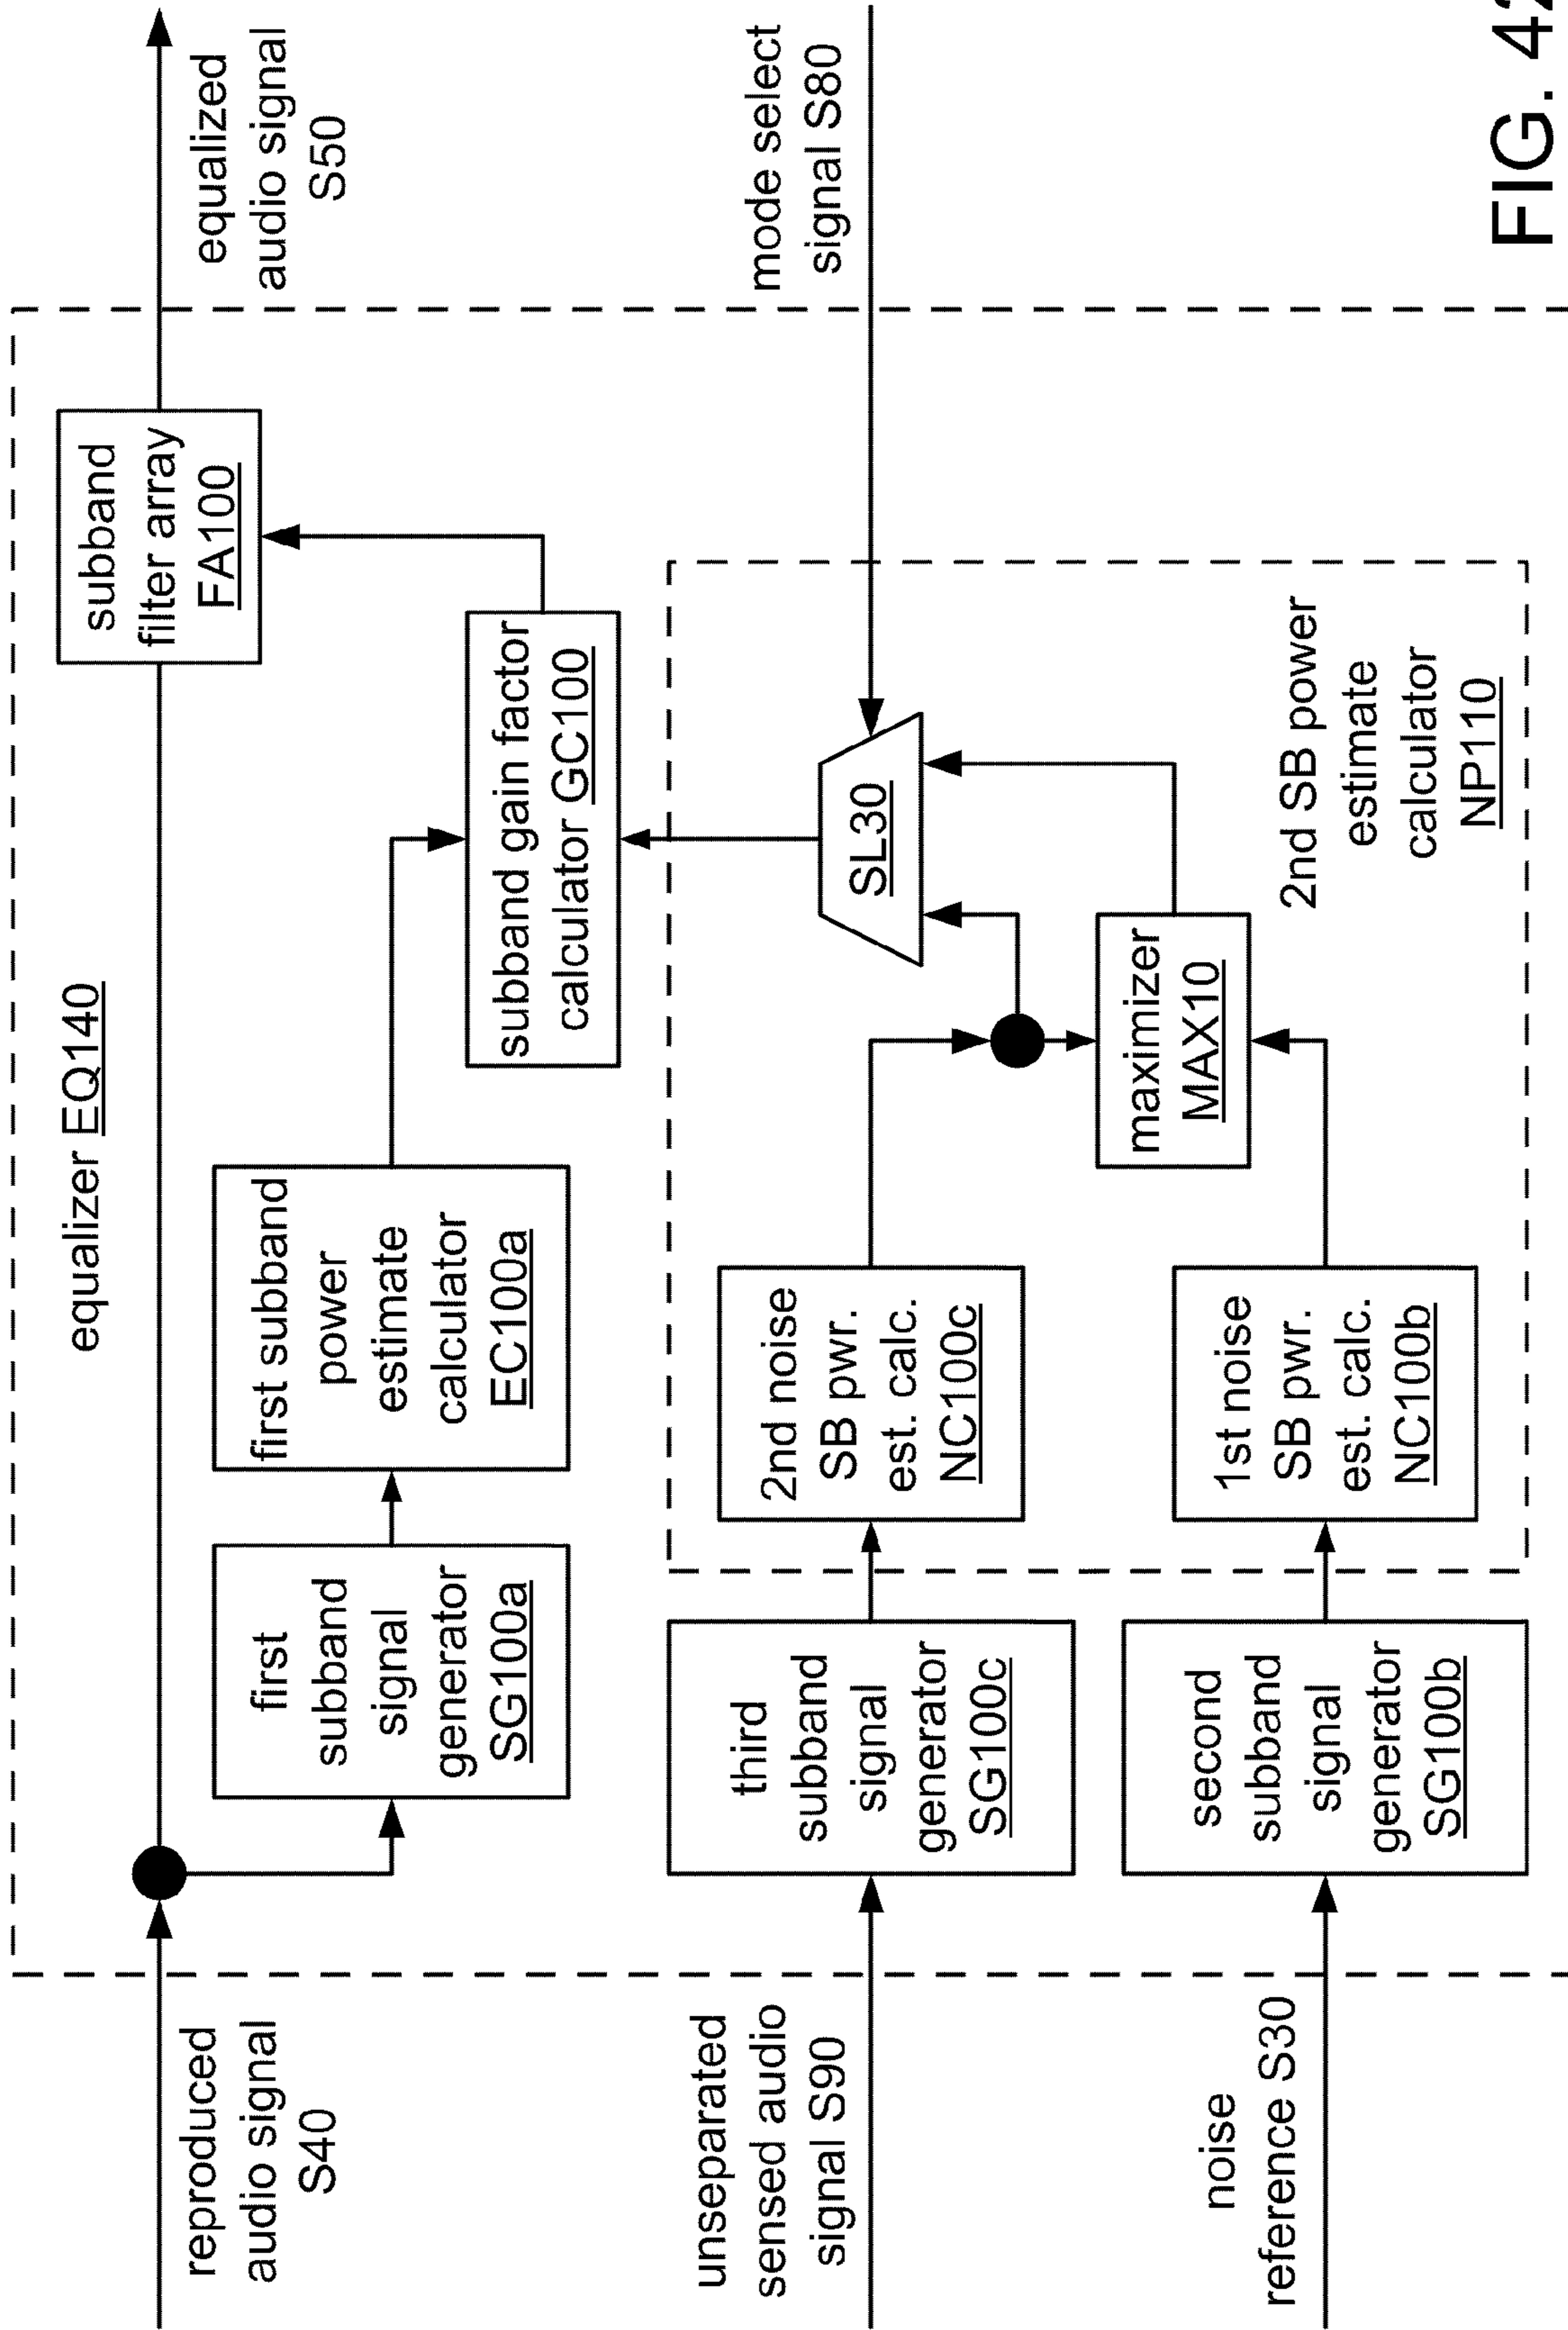 equalizer EQ140
reproduced
audio signal
S40
equalized
audio signal
S50
subband
filter array
FA100
first
subband
signal
generator
SG100a
first subband
power
estimate
calculator
EC100a
subband gain factor
calculator GC100
unseparated
sensed audio
signal S90
third
subband
signal
generator
SG100c
2nd noise
SB pwr.
est. calc.
NC100c
SL30
mode select
signal S80
noise
reference S30
second
subband
signal
generator
SG100b
1st noise
SB pwr.
est. calc.
NC100b
maximizer
MAX10
2nd SB power
estimate
calculator
NP110
FIG. 42